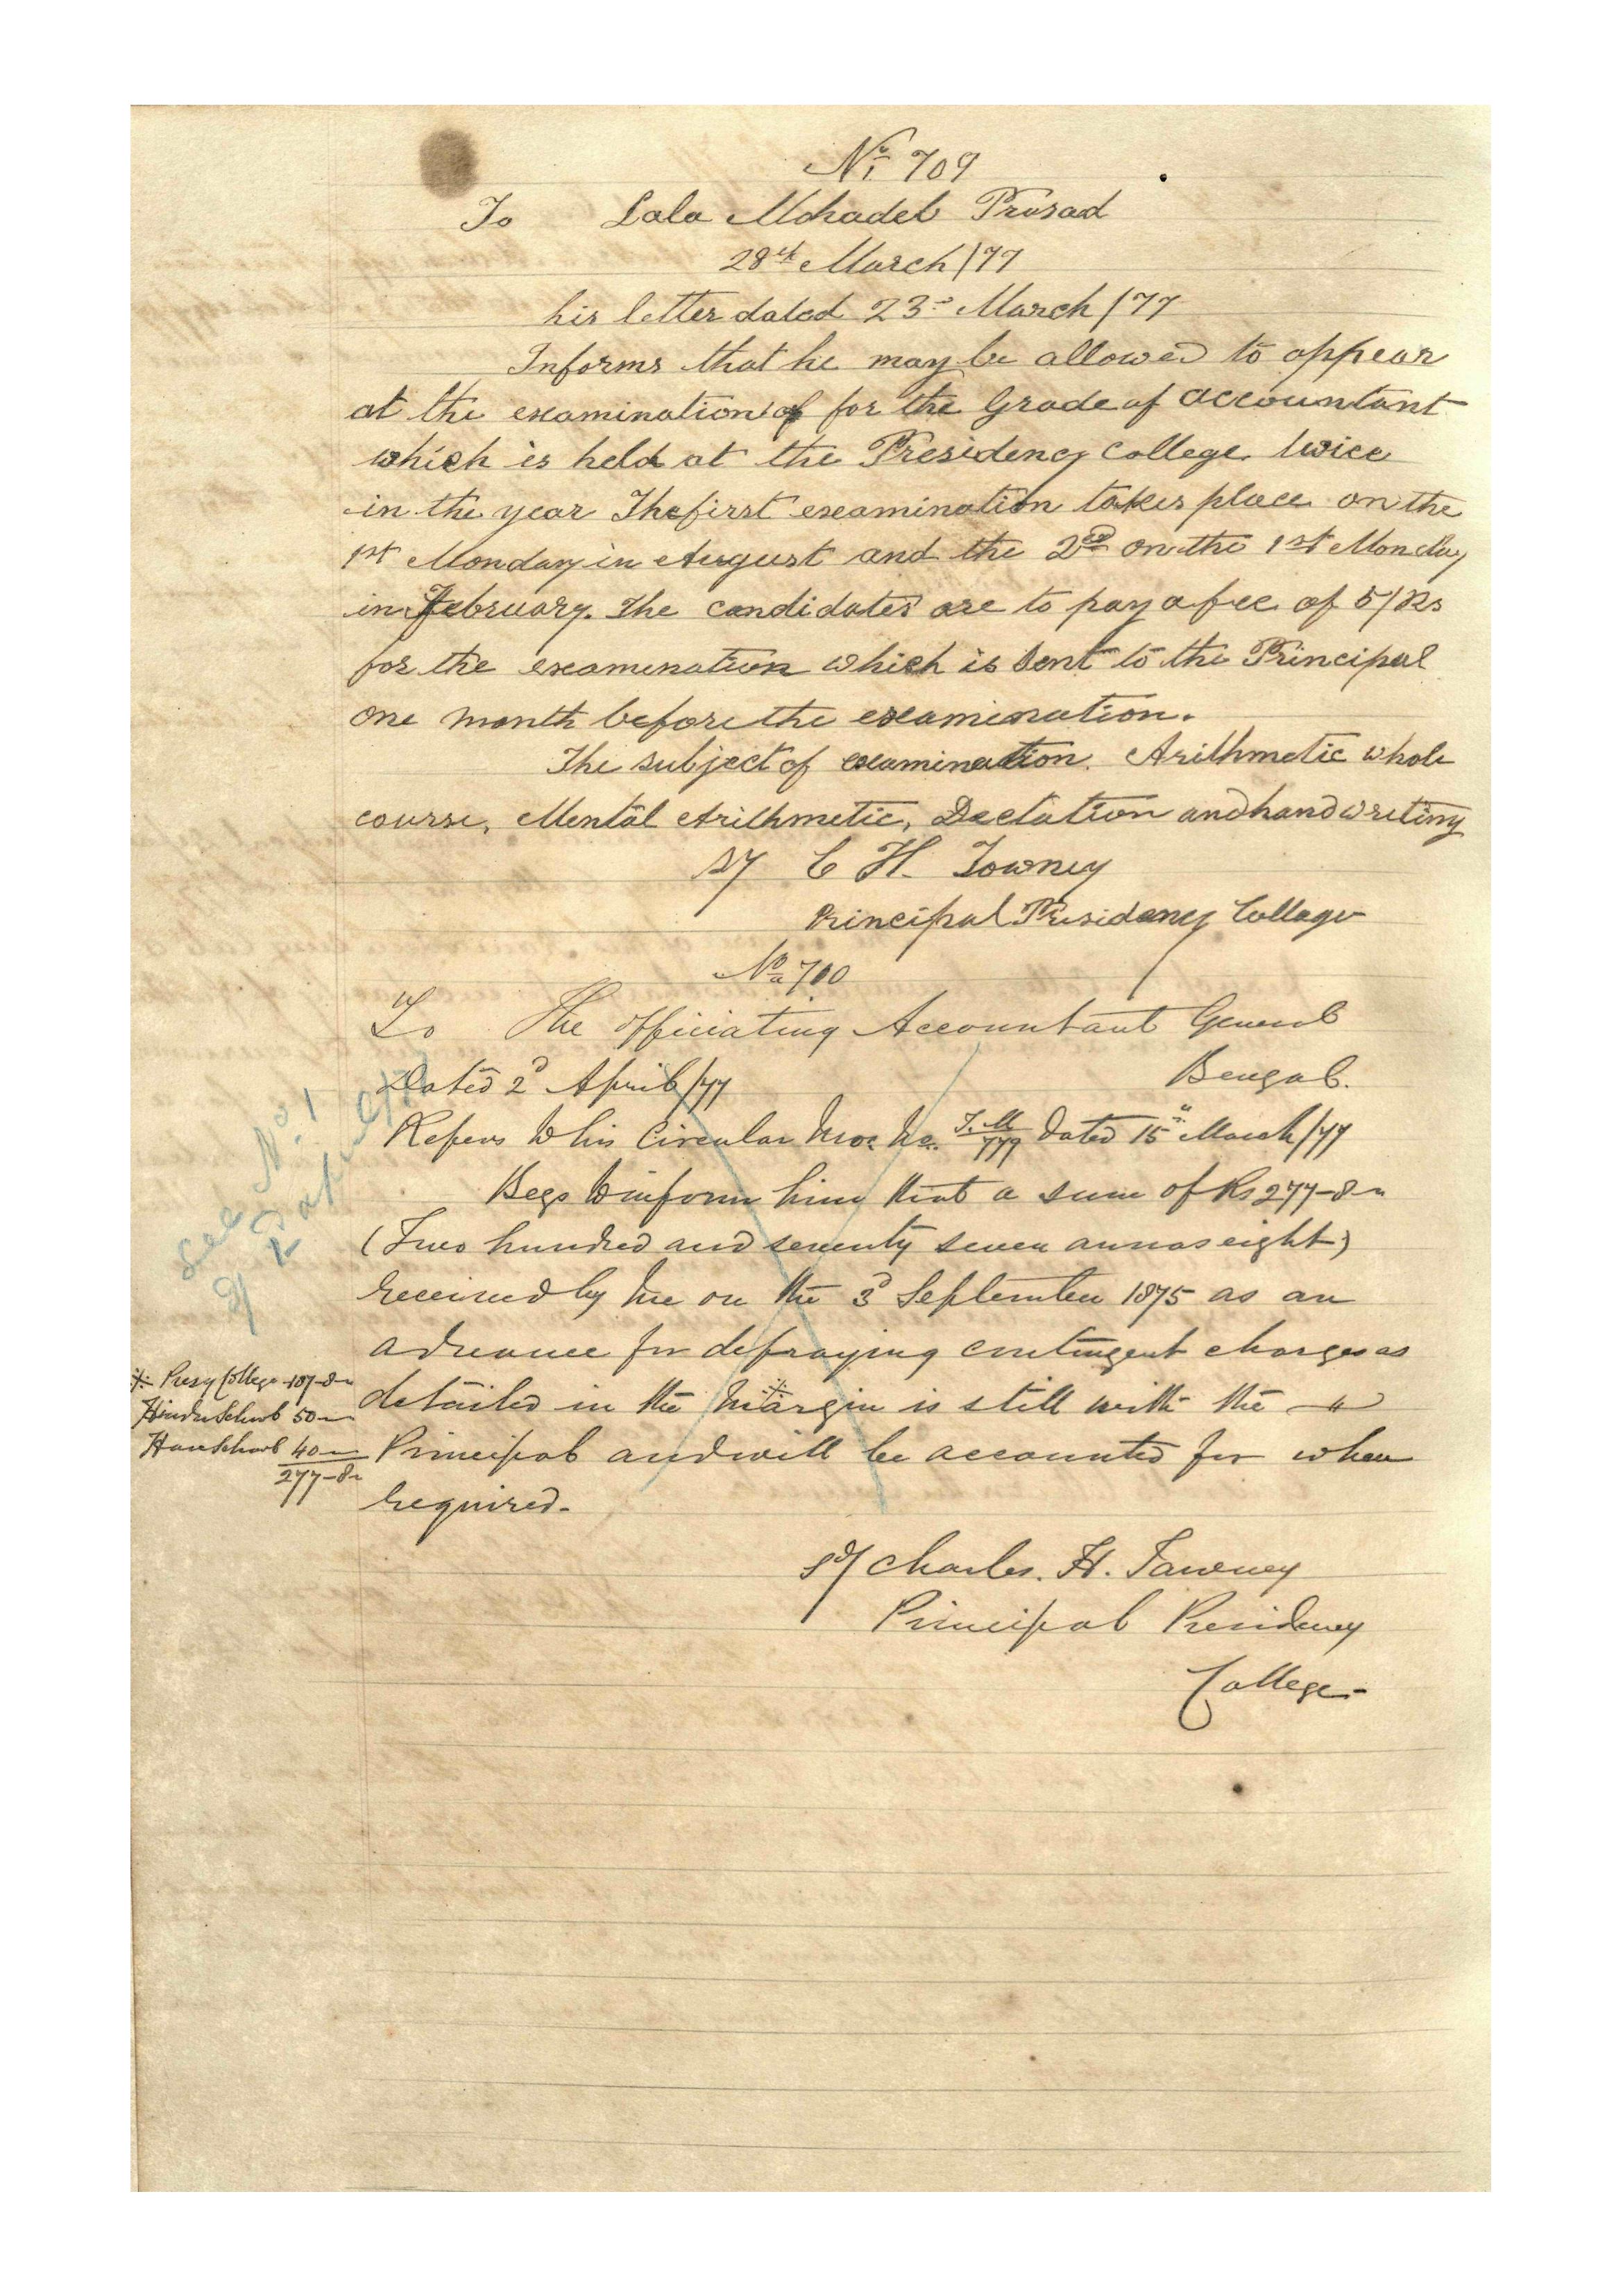 No. 709
To Lala Mohadeb Prosad
28th March/77
his letter dated 23d March/77
Informs that he may be allowed to appear
at the examination of for the Grade of accountant
which is held at the Presidency College twice
in the year The first examination takes place on the
1st Monday in August and the 2nd on the 1st Monday
in February. The candidates are to pay a fee of 5/Rs
for the examination which is sent to the Principal
one month before the examination.
The subject of examination. Arithmetic whole
course, Mental Arithmetic, Dectation and handwriting
Sd/ C H. Towney
Principal Presidency College
No. 710
To The Officiating Accountant General
Bengal.
Dated 2d April/77
Refers to his Circular No. T.M/779 dated 15th March/77
Begs to inform him that a sum of Rs 277-8-
(Two hundred and seventy seven annas eight)
received by me on the 3d September 1875 as an
advance for defraying contingent charges as
detailed in the margin is still with the
Principal and will be accounted for when
required.
Sd/ Charles. H. Tawney
Principal Presidency
College
See No. 1
of
* Presy College 187-8-
Hindu School 50-
Hare School 40-
277-8-